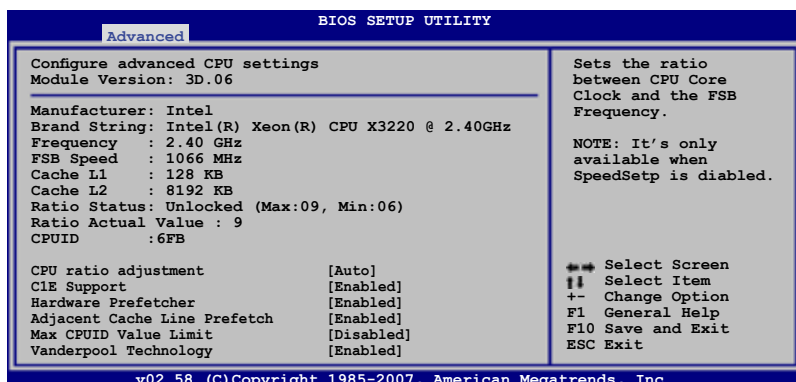 BIOS SETUP UTILITY
Advanced
Configure advanced CPU settings
Module Version: 3D.06
Manufacturer: Intel
Brand String: Intel(R) Xeon(R) CPU X3220 @ 2.40GHz
Frequency : 2.40 GHz
FSB Speed : 1066 MHz
Cache L1 : 128 KB
Cache L2 : 8192 KB
Ratio Status: Unlocked (Max:09, Min:06)
Ratio Actual Value : 9
CPUID :6FB
CPU ratio adjustment [Auto]
C1E Support [Enabled]
Hardware Prefetcher [Enabled]
Adjacent Cache Line Prefetch [Enabled]
Max CPUID Value Limit [Disabled]
Vanderpool Technology [Enabled]
Sets the ratio
between CPU Core
Clock and the FSB
Frequency.
NOTE: It's only
available when
SpeedSetp is diabled.
Select Screen
Select Item
+- Change Option
F1 General Help
F10 Save and Exit
ESC Exit
v02.58 (C)Copyright 1985-2007, American Megatrends, Inc.